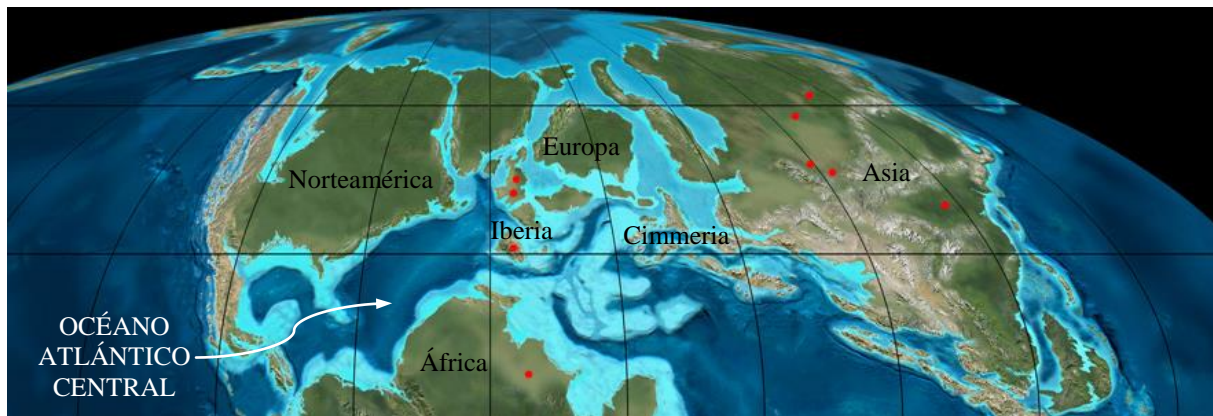 Europa
Norteamérica
Asia
Iberia
Cimmeria
OCÉANO
ATLÁNTICO
CENTRAL
África